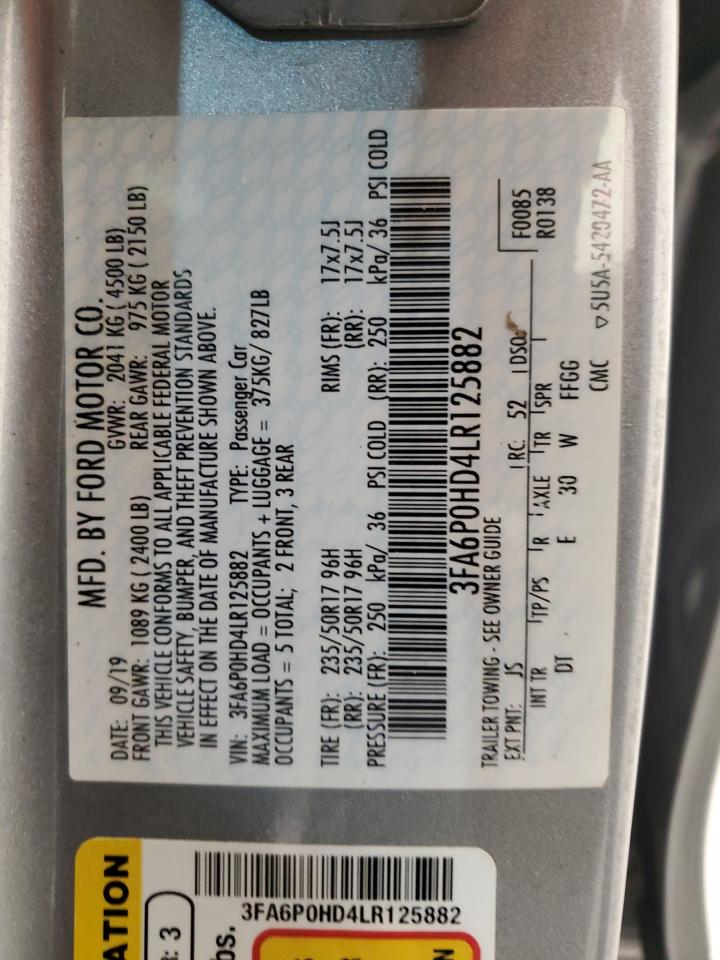 MFD. BY FORD MOTOR CO.
DATE: 09/19 GVWR: 2041 KG ( 4500 LB)
FRONT GAWR: 1089 KG ( 2400 LB) REAR GAWR: 975 KG ( 2150 LB)
THIS VEHICLE CONFORMS TO ALL APPLICABLE FEDERAL MOTOR
VEHICLE SAFETY, BUMPER, AND THEFT PREVENTION STANDARDS
IN EFFECT ON THE DATE OF MANUFACTURE SHOWN ABOVE.
VIN: 3FA6P0HD4LR125882 TYPE: Passenger Car
MAXIMUM LOAD = OCCUPANTS + LUGGAGE = 375KG/ 827LB
OCCUPANTS = 5 TOTAL; 2 FRONT, 3 REAR
TIRE (FR): 235/50R17 96H RIMS (FR): 17x7.5J
(RR): 235/50R17 96H (RR): 17x7.5J
PRESSURE (FR): 250 kPa/ 36 PSI COLD (RR): 250 kPa/ 36 PSI COLD
3FA6P0HD4LR125882
TRAILER TOWING - SEE OWNER GUIDE F0085
EXT PNT: JS RC: 52 DSO: R0138
INT TR TP/PS R AXLE TR SPR
DT E 30 W FFGG
CMC ▽5U5A-5420472-AA
3FA6P0HD4LR125882
3